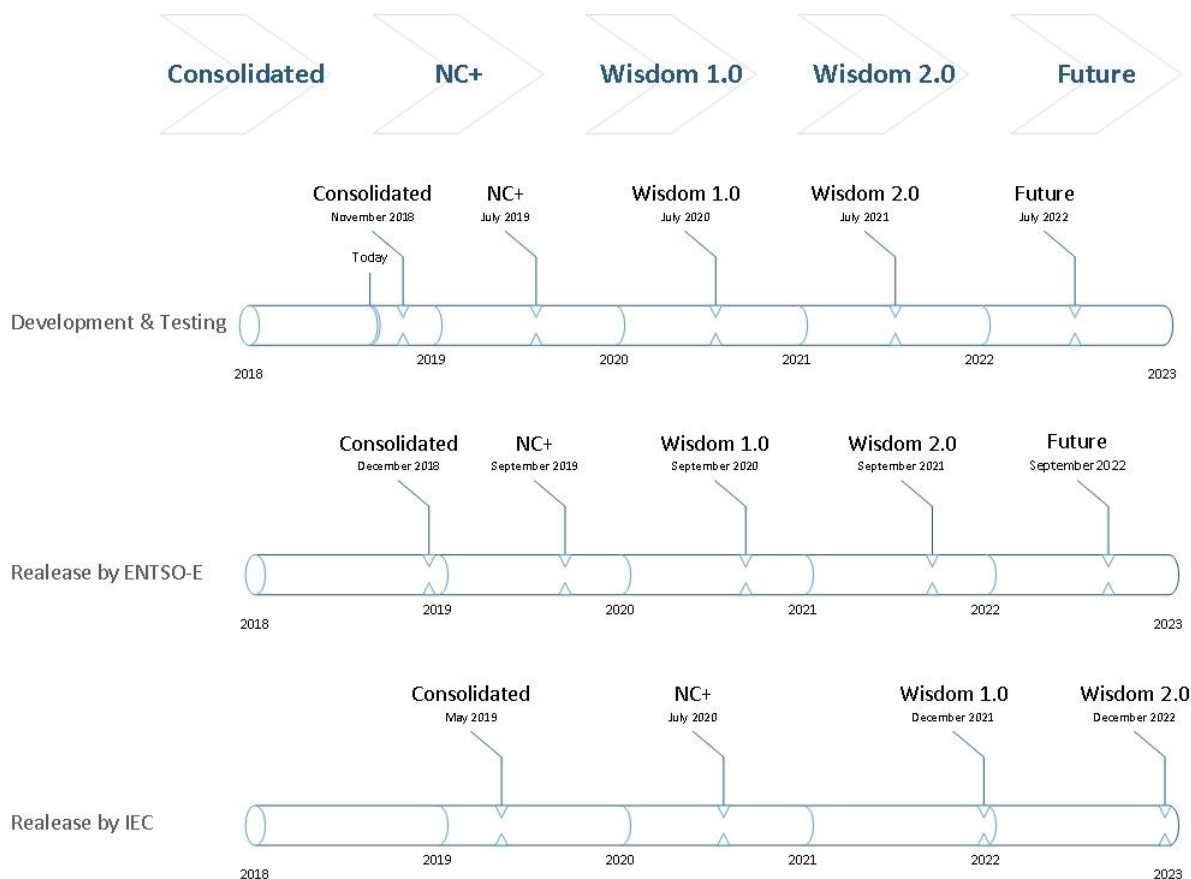 Consolidated NC+ Wisdom 1.0 Wisdom 2.0 Future
Consolidated NC+ Wisdom 1.0 Wisdom 2.0 Future
November 2018 July 2019 July 2020 July 2021 July 2022
Today
Development & Testing
2019 2020 2021 2022
2018 2023
Consolidated NC+ Wisdom 1.0 Wisdom 2.0 Future
December 2018 September 2019 September 2020 September 2021 September 2022
Realease by ENTSO-E
2019 2020 2021 2022
2018 2023
Consolidated NC+ Wisdom 1.0 Wisdom 2.0
May 2019 July 2020 December 2021 December 2022
Realease by IEC
2019 2020 2021 2022
2018 2023